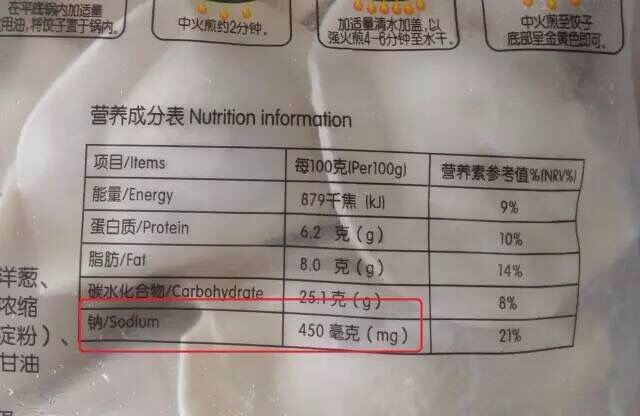 在平底锅内加适量
食用油,将饺子置于锅内。
中火煎约2分钟。
加适量清水加盖,以
强火煎4-6分钟至水干。
中火煎至饺子
底部呈金黄色即可。
营养成分表 Nutrition information
项目/Items 每100克(Per100g) 营养素参考值%(NRV%)
能量/Energy 879千焦 (kJ) 9%
蛋白质/Protein 6.2 克 (g) 10%
脂肪/Fat 8.0 克 (g) 14%
碳水化合物/Carbohydrate 25.1克 (g) 8%
钠/Sodium 450 毫克 (mg) 21%
洋葱、
浓缩
淀粉)、
甘油